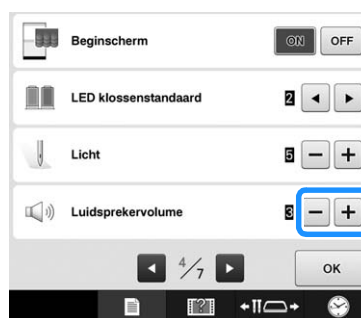 Beginscherm ON OFF
LED klossenstandaard 2
Licht 5 − +
Luidsprekervolume 3 − +
4/7 OK
?